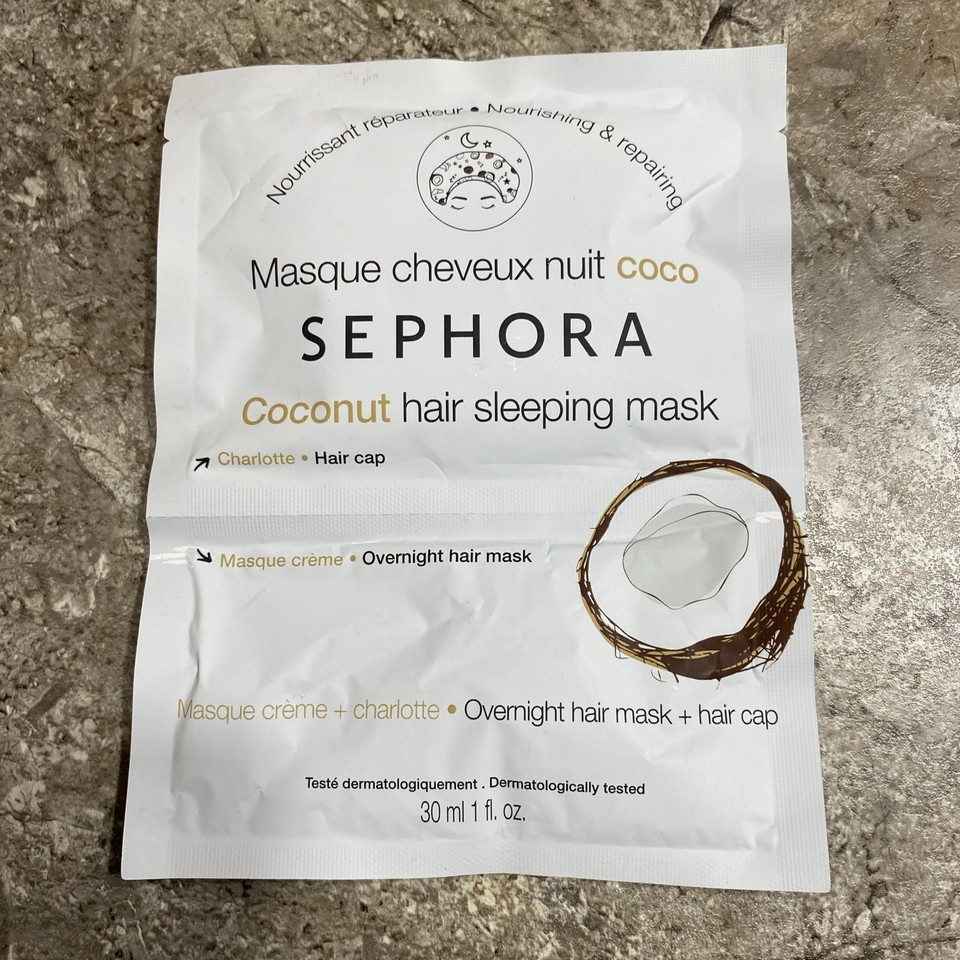 Nourrissant réparateur • Nourishing & repairing
Masque cheveux nuit coco
SEPHORA
Coconut hair sleeping mask
Charlotte • Hair cap
Masque crème • Overnight hair mask
Masque crème + charlotte • Overnight hair mask + hair cap
Testé dermatologiquement . Dermatologically tested
30 ml 1 fl. oz.